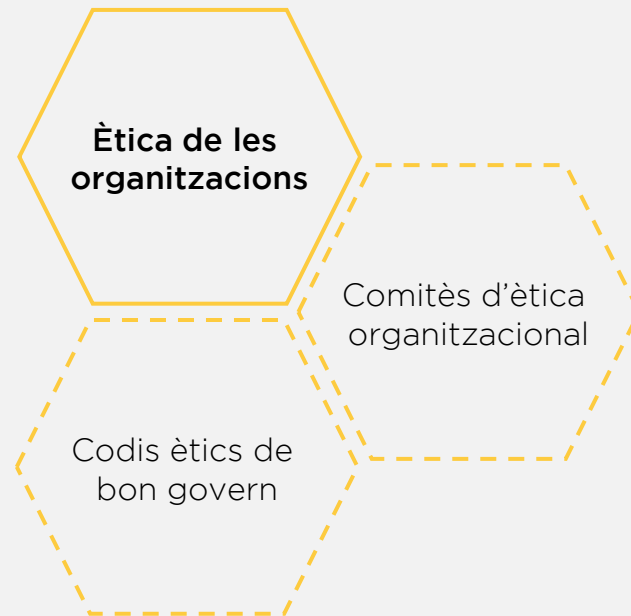 Ètica de les
organitzacions
Comitès d’ètica
organitzacional
Codis ètics de
bon govern